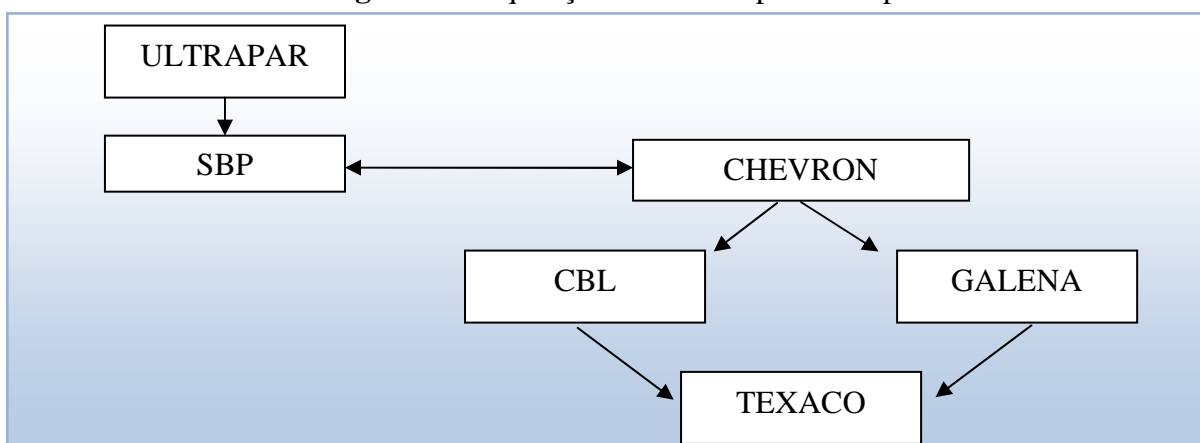 ULTRAPAR
SBP
CHEVRON
CBL
GALENA
TEXACO